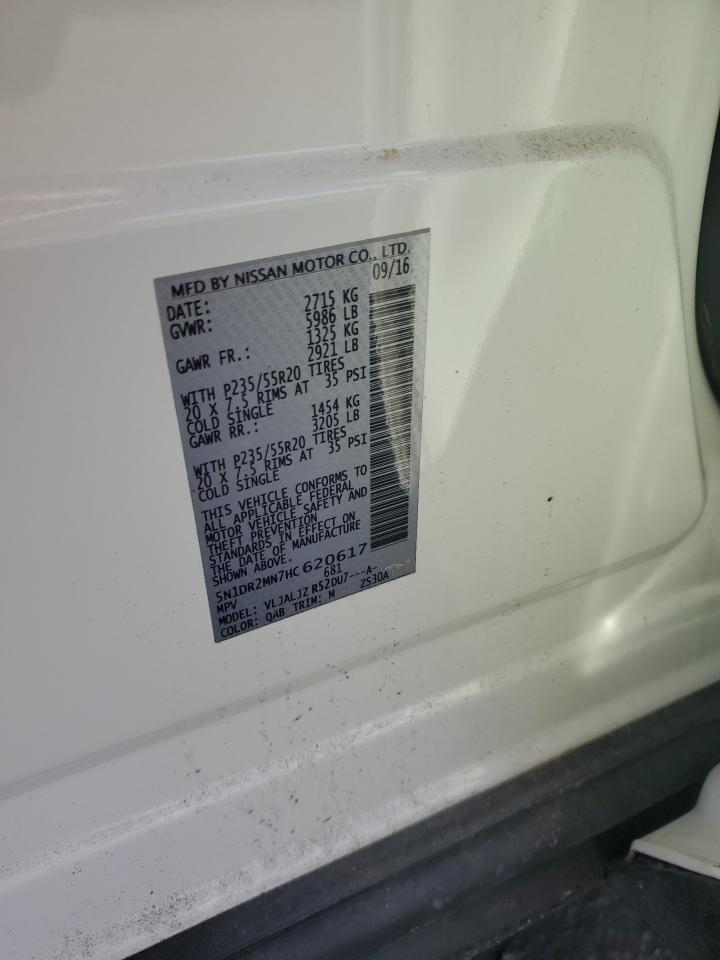 MFD BY NISSAN MOTOR CO., LTD.
DATE: 09/16
GVWR: 2715 KG
5986 LB
GAWR FR.: 1325 KG
2921 LB
WITH P235/55R20 TIRES
20 X 7.5 RIMS AT 35 PSI
COLD SINGLE
GAWR RR.: 1454 KG
3205 LB
WITH P235/55R20 TIRES
20 X 7.5 RIMS AT 35 PSI
COLD SINGLE
THIS VEHICLE CONFORMS TO
ALL APPLICABLE FEDERAL
MOTOR VEHICLE SAFETY AND
THEFT PREVENTION
STANDARDS IN EFFECT ON
THE DATE OF MANUFACTURE
SHOWN ABOVE.
5N1DR2MN7HC620617
MPV 681
MODEL: VLJALJZ R52DU7---A-
COLOR: QAB TRIM: M ZS30A